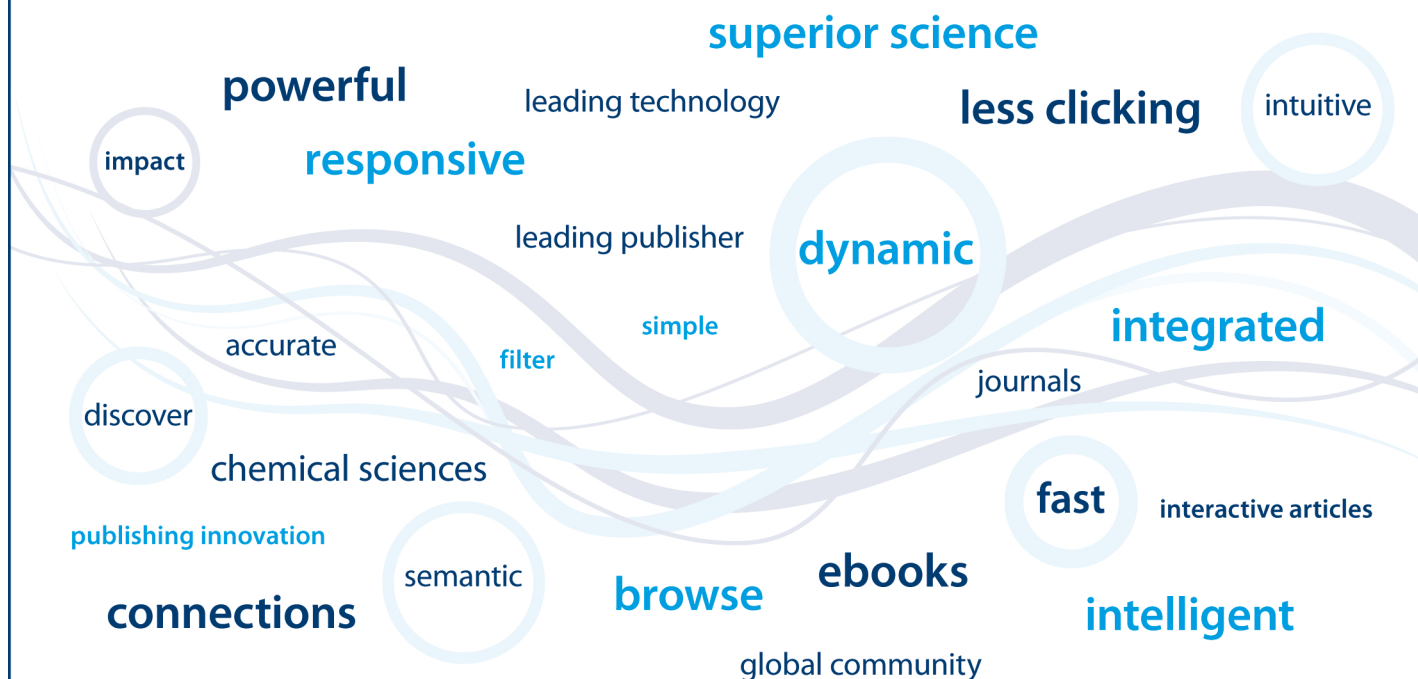 superior science
powerful
leading technology
less clicking
intuitive
impact
responsive
leading publisher
dynamic
simple
integrated
accurate
filter
journals
discover
chemical sciences
fast
interactive articles
publishing innovation
semantic
ebooks
browse
connections
intelligent
global community